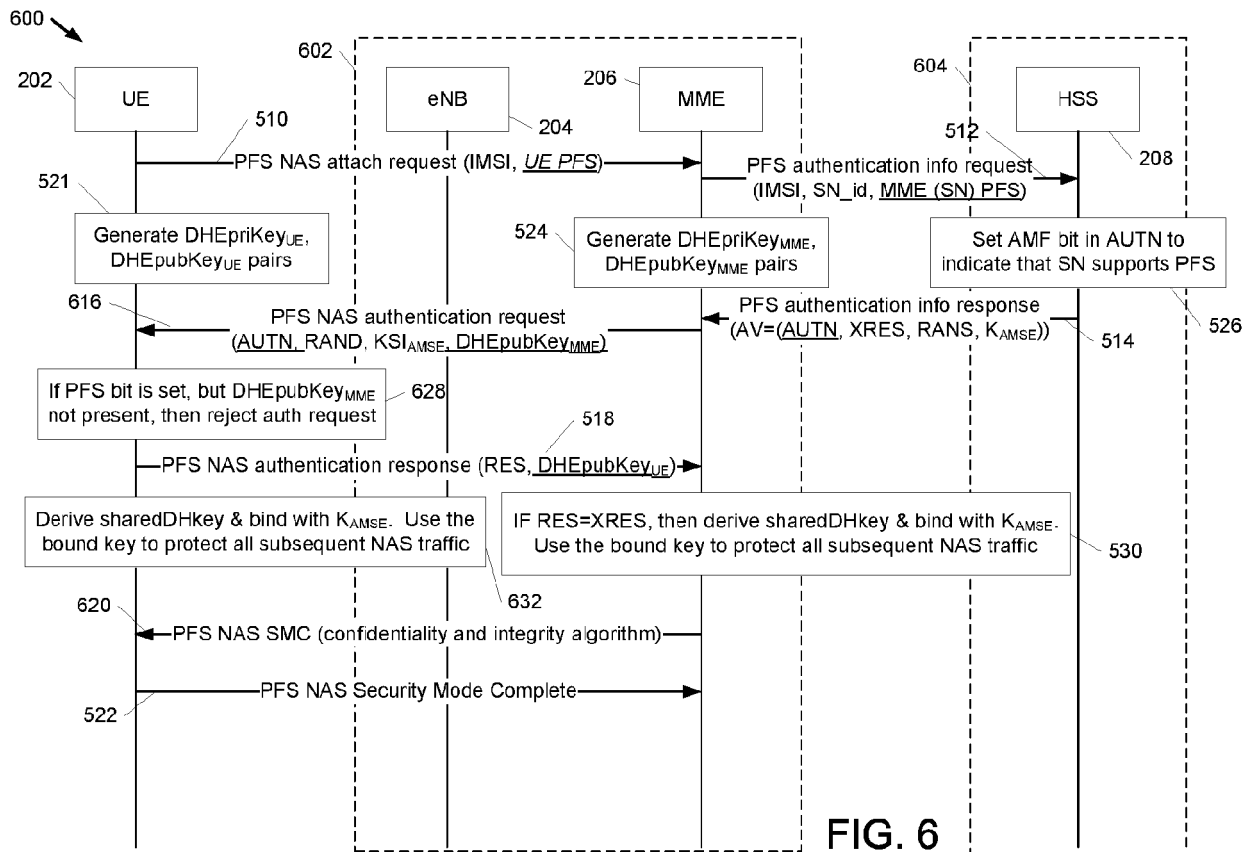 600
602
604
202
UE
eNB
204
206
MME
HSS
208
510
PFS NAS attach request (IMSI, UE PFS)
512
PFS authentication info request
(IMSI, SN_id, MME (SN) PFS)
521
Generate DHEpriKeyUE,
DHEpubKeyUE pairs
524
Generate DHEpriKeyMME,
DHEpubKeyMME pairs
Set AMF bit in AUTN to
indicate that SN supports PFS
526
616
PFS NAS authentication request
(AUTN, RAND, KSIAMSE, DHEpubKeyMME)
PFS authentication info response
(AV=(AUTN, XRES, RANS, KAMSE))
514
If PFS bit is set, but DHEpubKeyMME
not present, then reject auth request
628
518
PFS NAS authentication response (RES, DHEpubKeyUE)
Derive sharedDHkey & bind with KAMSE. Use the
bound key to protect all subsequent NAS traffic
632
IF RES=XRES, then derive sharedDHkey & bind with KAMSE.
Use the bound key to protect all subsequent NAS traffic
530
620
PFS NAS SMC (confidentiality and integrity algorithm)
PFS NAS Security Mode Complete
522
FIG. 6